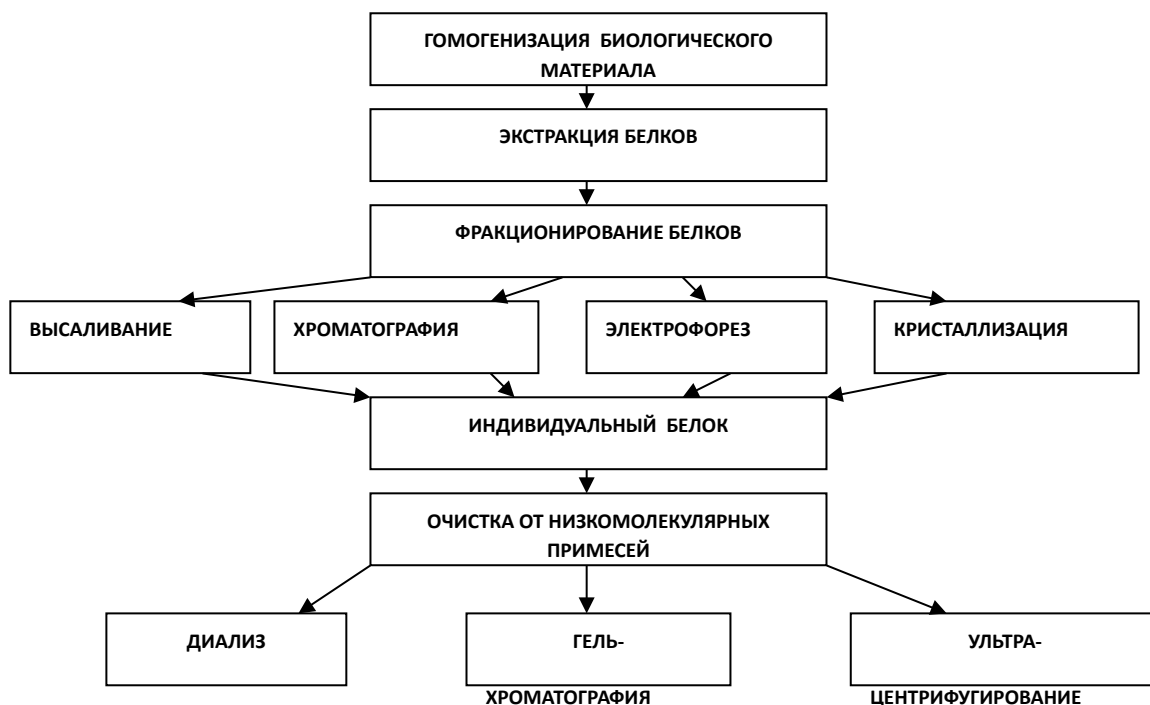 ГОМОГЕНИЗАЦИЯ БИОЛОГИЧЕСКОГО
МАТЕРИАЛА
ЭКСТРАКЦИЯ БЕЛКОВ
ФРАКЦИОНИРОВАНИЕ БЕЛКОВ
ВЫСАЛИВАНИЕ
ХРОМАТОГРАФИЯ
ЭЛЕКТРОФОРЕЗ
КРИСТАЛЛИЗАЦИЯ
ИНДИВИДУАЛЬНЫЙ БЕЛОК
ОЧИСТКА ОТ НИЗКОМОЛЕКУЛЯРНЫХ
ПРИМЕСЕЙ
ДИАЛИЗ
ГЕЛЬ-
ХРОМАТОГРАФИЯ
УЛЬТРА-
ЦЕНТРИФУГИРОВАНИЕ